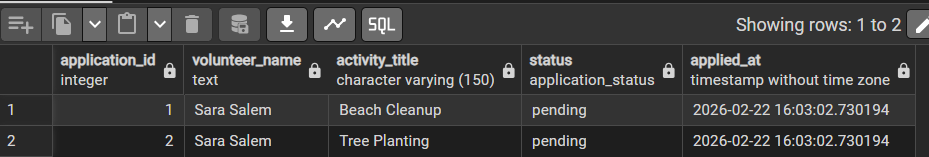 SQL Showing rows: 1 to 2
application_id volunteer_name activity_title status applied_at
integer text character varying (150) application_status timestamp without time zone
1 1 Sara Salem Beach Cleanup pending 2026-02-22 16:03:02.730194
2 2 Sara Salem Tree Planting pending 2026-02-22 16:03:02.730194